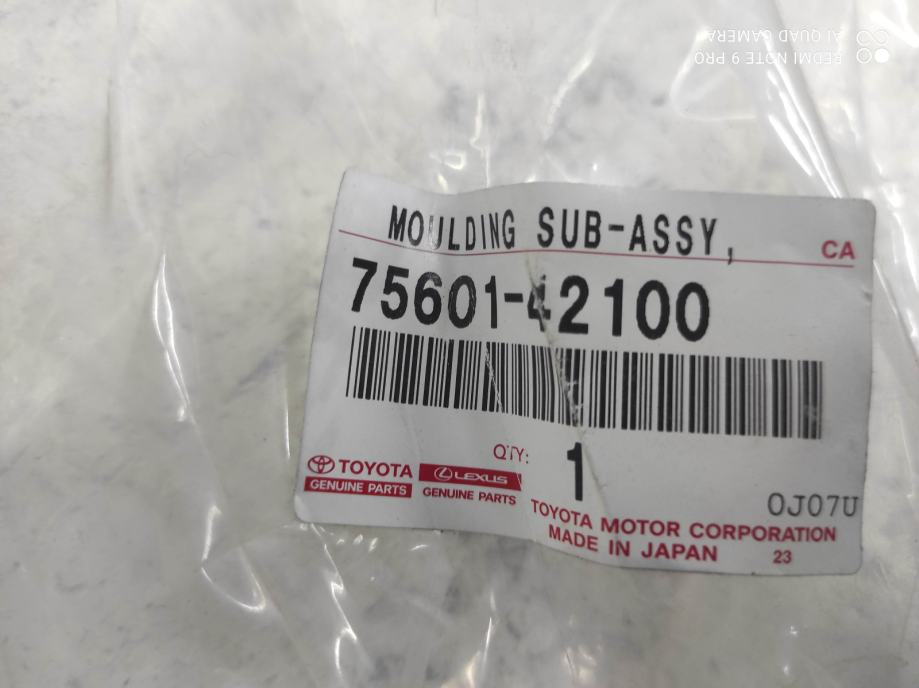 MOULDING SUB-ASSY,
CA
75601-42100
QTY: 1
TOYOTA
GENUINE PARTS
LEXUS
GENUINE PARTS
0J07U
TOYOTA MOTOR CORPORATION
MADE IN JAPAN 23
REDMI NOTE 9 PRO
AI QUAD CAMERA